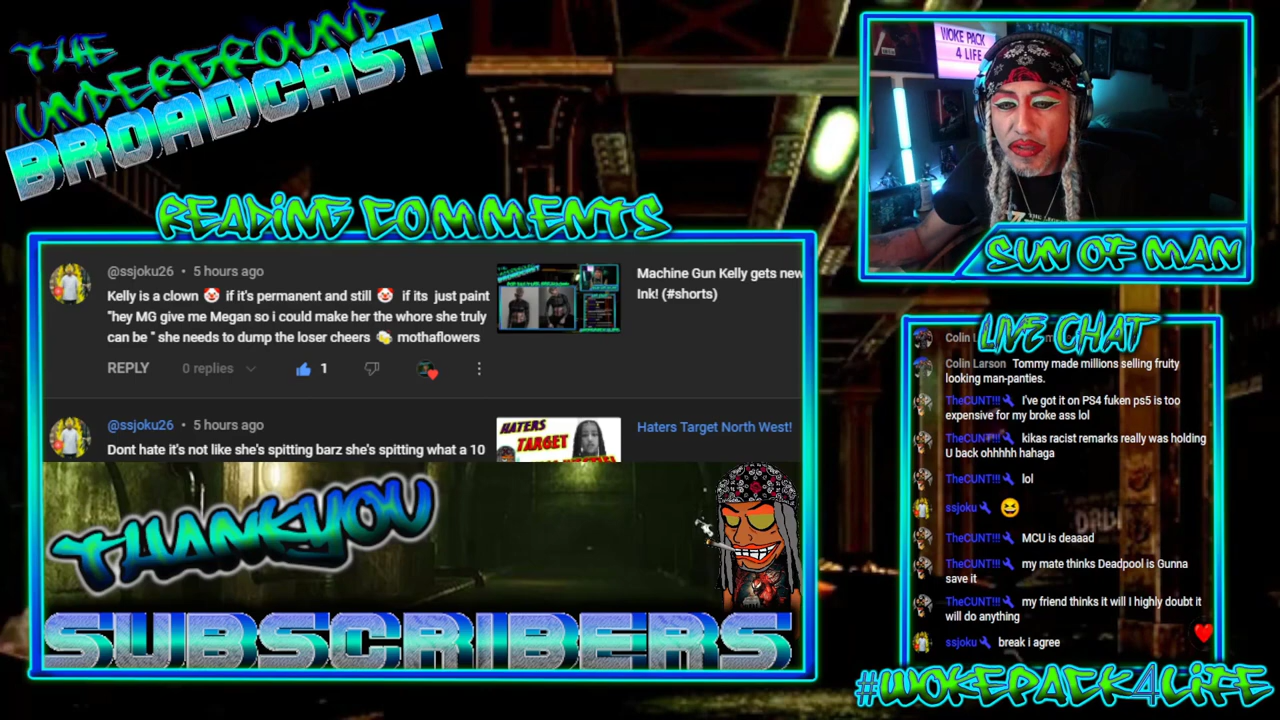 THE
UNDERGROUND
BROADCAST
WOKE PACK
4 LIFE
SUN OF MAN
READING COMMENTS
@ssjoku26 • 5 hours ago
Kelly is a clown 🤡 if it's permanent and still 🤡 if its just paint
"hey MG give me Megan so i could make her the whore she truly
can be " she needs to dump the loser cheers 🍻 mothaflowers
REPLY 0 replies 1
Machine Gun Kelly gets new
Ink! (#shorts)
@ssjoku26 • 5 hours ago
Dont hate it's not like she's spitting barz she's spitting what a 10
HATERS
TARGET
Haters Target North West!
THANKYOU
SUBSCRIBERS
LIVE CHAT
Colin L
Colin Larson Tommy made millions selling fruity
looking man-panties.
TheCUNT!!! I've got it on PS4 fuken ps5 is too
expensive for my broke ass lol
TheCUNT!!! kikas racist remarks really was holding
U back ohhhhh hahaga
TheCUNT!!! lol
ssjoku 😆
TheCUNT!!! MCU is deaaad
TheCUNT!!! my mate thinks Deadpool is Gunna
save it
TheCUNT!!! my friend thinks it will I highly doubt it
will do anything
ssjoku break i agree
#WOKEPACK4LIFE